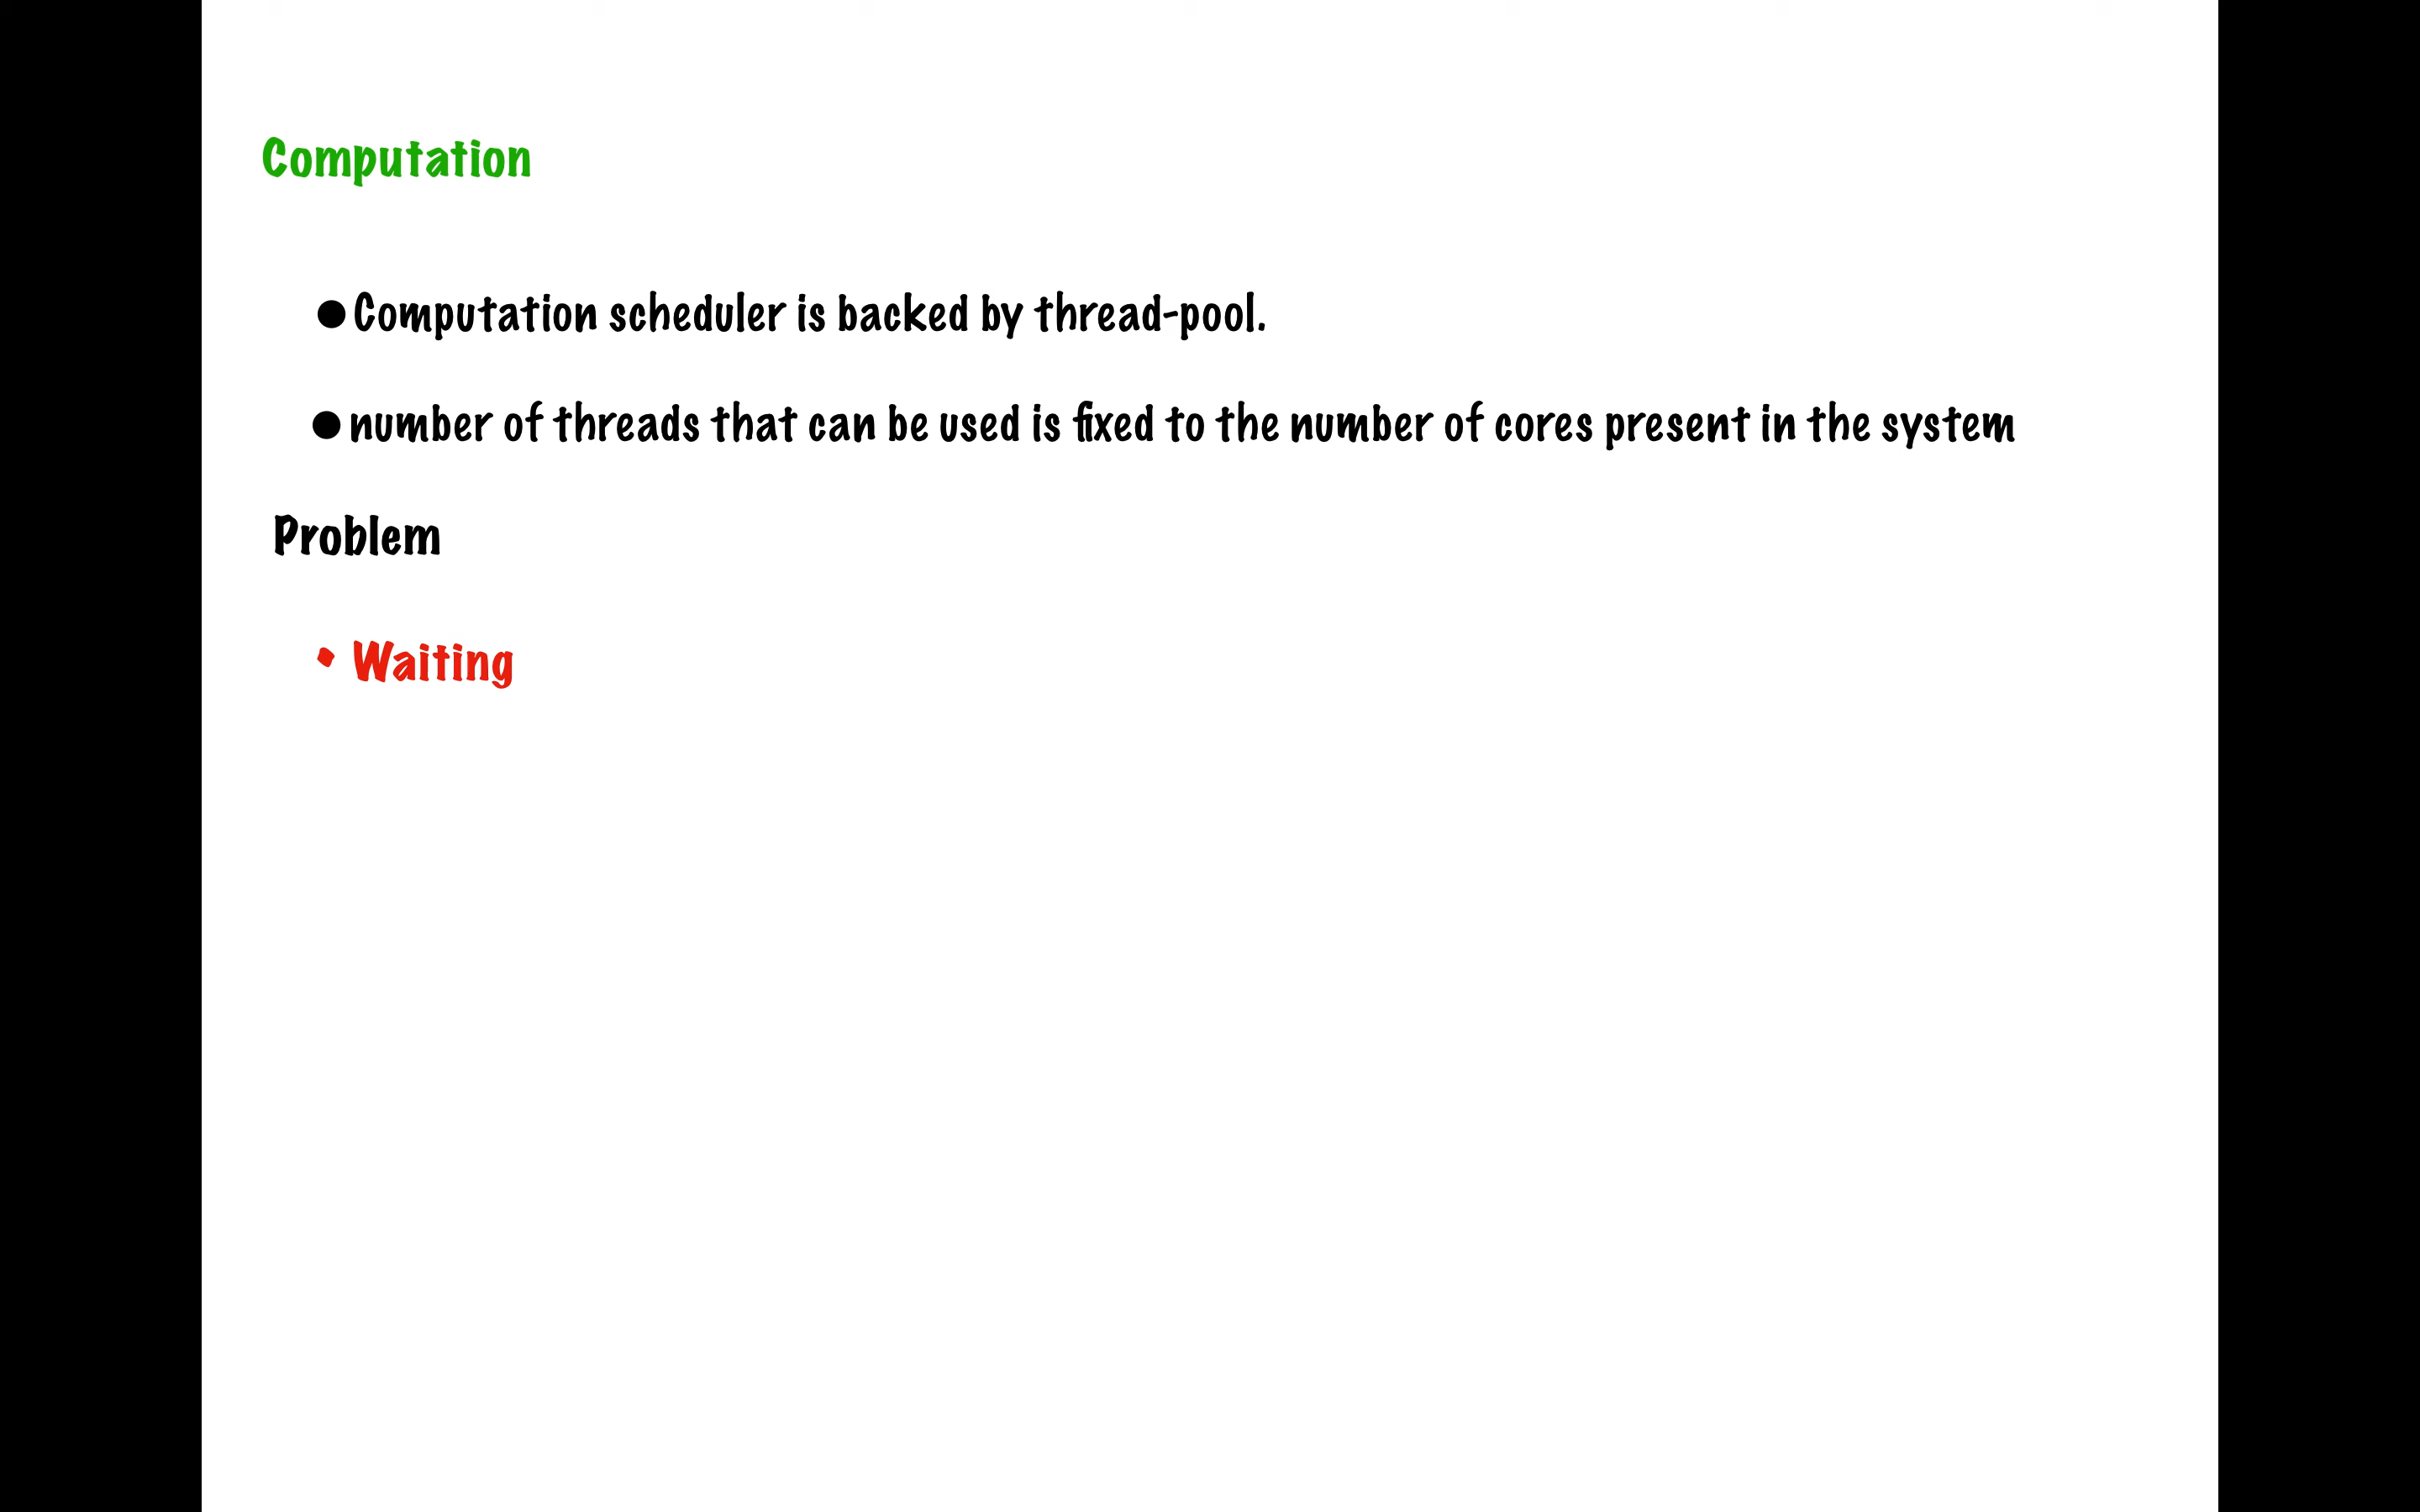 Computation
●Computation scheduler is backed by thread-pool.
●number of threads that can be used is fixed to the number of cores present in the system
Problem
• Waiting